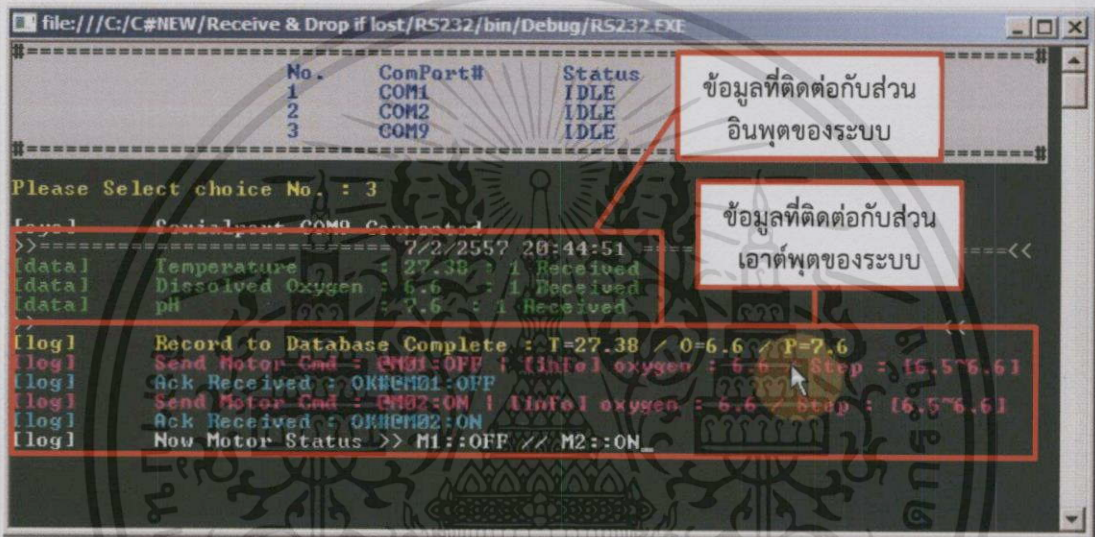 file:///C:/C#NEW/Receive & Drop if lost/RS232/bin/Debug/RS232.EXE
No. ComPort# Status
1 COM1 IDLE
2 COM2 IDLE
3 COM9 IDLE
ข้อมูลที่ติดต่อกับส่วน
อินพุตของระบบ
Please Select choice No. : 3
ข้อมูลที่ติดต่อกับส่วน
เอาต์พุตของระบบ
[sys] Serialport COM9 Connected
>>============================ 7/2/2557 20:44:51 ====<<
[data] Temperature : 27.38 : 1 Received
[data] Dissolved Oxygen : 6.6 : 1 Received
[data] pH : 7.6 : 1 Received
>> <<
[log] Record to Database Complete : T=27.38 / O=6.6 / P=7.6
[log] Send Motor Cmd : @M01:OFF | [info] oxygen : 6.6 Step : [6.5~6.6]
[log] Ack Received : OK#@M01:OFF
[log] Send Motor Cmd : @M02:ON | [info] oxygen : 6.6 Step : [6.5~6.6]
[log] Ack Received : OK#@M02:ON
[log] Now Motor Status >> M1::OFF // M2::ON_